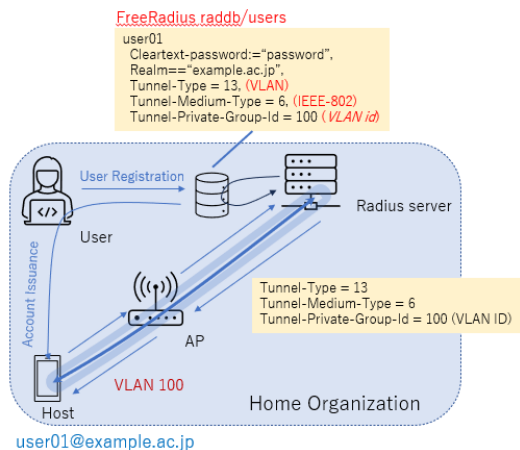 FreeRadius raddb/users
user01
Cleartext-password:=“password”,
Realm==“example.ac.jp”,
Tunnel-Type = 13, (VLAN)
Tunnel-Medium-Type = 6, (IEEE-802)
Tunnel-Private-Group-Id = 100 (VLAN id)
User Registration
</>
User
Radius server
Account Issuance
Tunnel-Type = 13
Tunnel-Medium-Type = 6
Tunnel-Private-Group-Id = 100 (VLAN ID)
AP
VLAN 100
Host
Home Organization
user01@example.ac.jp